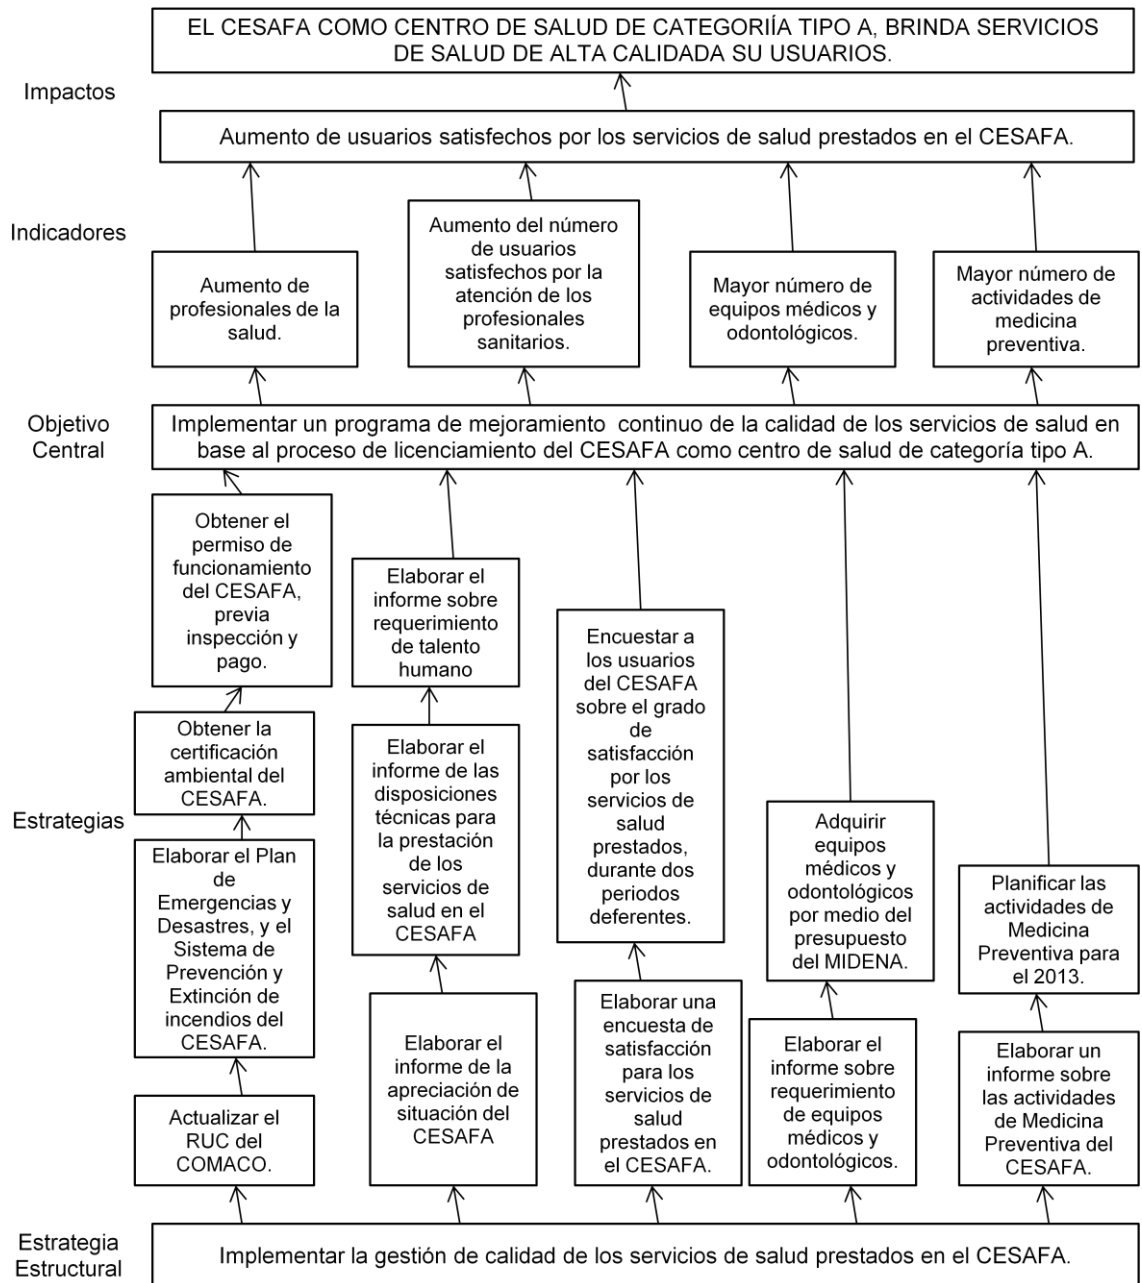 EL CESAFA COMO CENTRO DE SALUD DE CATEGORIÍA TIPO A, BRINDA SERVICIOS
DE SALUD DE ALTA CALIDADA SU USUARIOS.
Impactos
Aumento de usuarios satisfechos por los servicios de salud prestados en el CESAFA.
Indicadores
Aumento de
profesionales de la
salud.
Aumento del número
de usuarios
satisfechos por la
atención de los
profesionales
sanitarios.
Mayor número de
equipos médicos y
odontológicos.
Mayor número de
actividades de
medicina
preventiva.
Objetivo
Central
Implementar un programa de mejoramiento continuo de la calidad de los servicios de salud en
base al proceso de licenciamiento del CESAFA como centro de salud de categoría tipo A.
Estrategias
Obtener el
permiso de
funcionamiento
del CESAFA,
previa
inspección y
pago.
Obtener la
certificación
ambiental del
CESAFA.
Elaborar el Plan
de
Emergencias y
Desastres, y el
Sistema de
Prevención y
Extinción de
incendios del
CESAFA.
Actualizar el
RUC del
COMACO.
Elaborar el
informe sobre
requerimiento
de talento
humano
Elaborar el
informe de las
disposiciones
técnicas para
la prestación
de los
servicios de
salud en el
CESAFA
Elaborar el
informe de la
apreciación de
situación del
CESAFA
Encuestar a
los usuarios
del CESAFA
sobre el grado
de
satisfacción
por los
servicios de
salud
prestados,
durante dos
periodos
deferentes.
Elaborar una
encuesta de
satisfacción
para los
servicios de
salud
prestados en
el CESAFA.
Adquirir
equipos
médicos y
odontológicos
por medio del
presupuesto
del MIDENA.
Elaborar el
informe sobre
requerimiento
de equipos
médicos y
odontológicos.
Planificar las
actividades de
Medicina
Preventiva para
el 2013.
Elaborar un
informe sobre
las actividades
de Medicina
Preventiva del
CESAFA.
Estrategia
Estructural
Implementar la gestión de calidad de los servicios de salud prestados en el CESAFA.